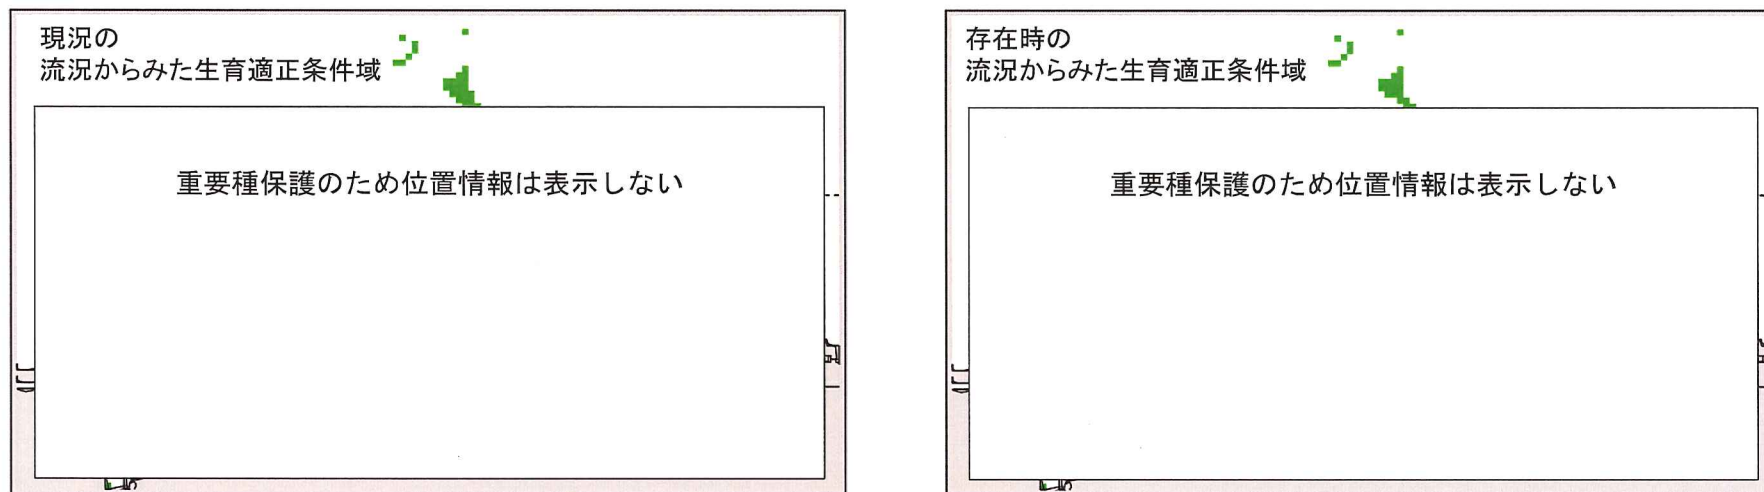 現況の
流況からみた生育適正条件域
重要種保護のため位置情報は表示しない
存在時の
流況からみた生育適正条件域
重要種保護のため位置情報は表示しない